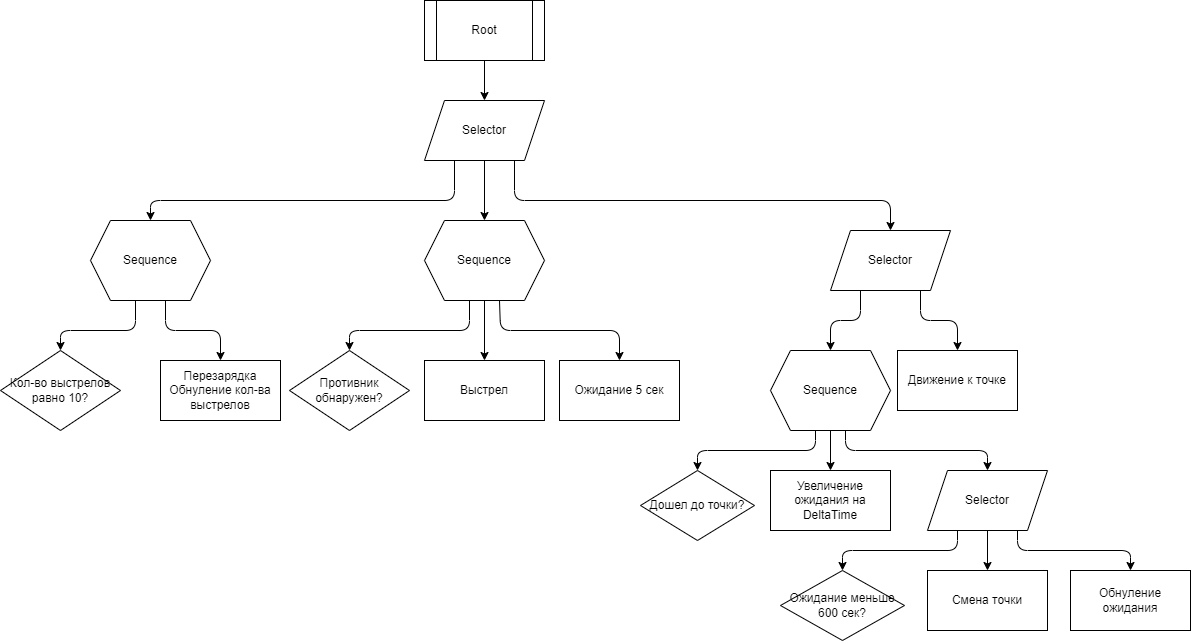 Root
Selector
Sequence
Sequence
Selector
Кол-во выстрелов
равно 10?
Перезарядка
Обнуление кол-ва
выстрелов
Противник
обнаружен?
Выстрел
Ожидание 5 сек
Sequence
Движение к точке
Дошел до точки?
Увеличение
ожидания на
DeltaTime
Selector
Ожидание меньше
600 сек?
Смена точки
Обнуление
ожидания